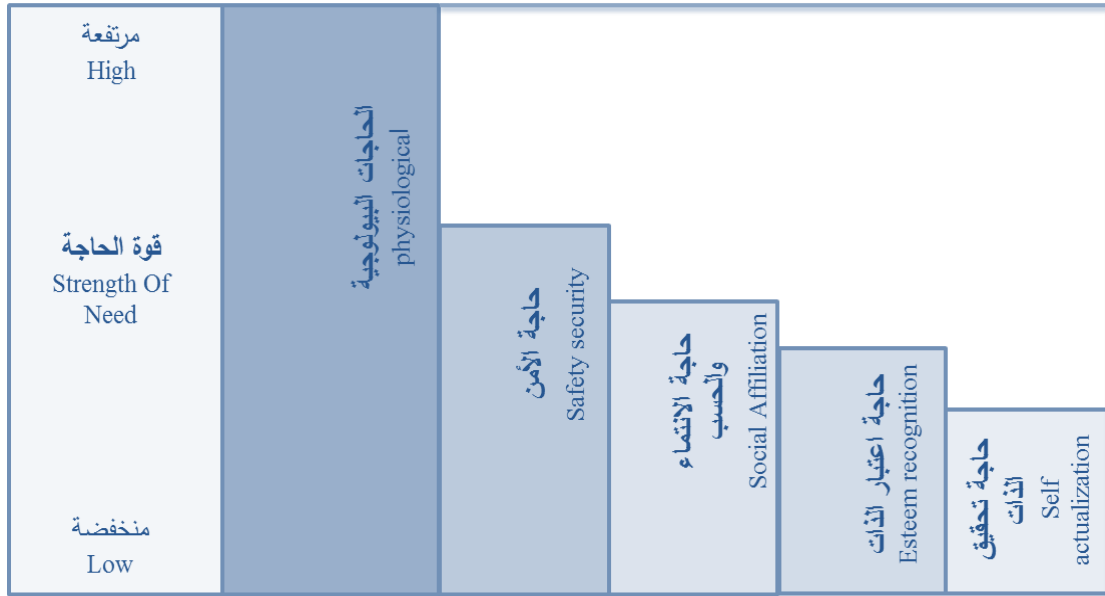 مرتفعة
High
قوة الحاجة
Strength Of
Need
منخفضة
Low
الحاجات البيولوجية
physiological
حاجة الأمن
Safety security
حاجة الانتماء
والحسب
Social Affiliation
حاجة اعتبار الذات
Esteem recognition
حاجة تحقيق
الذات
Self
actualization